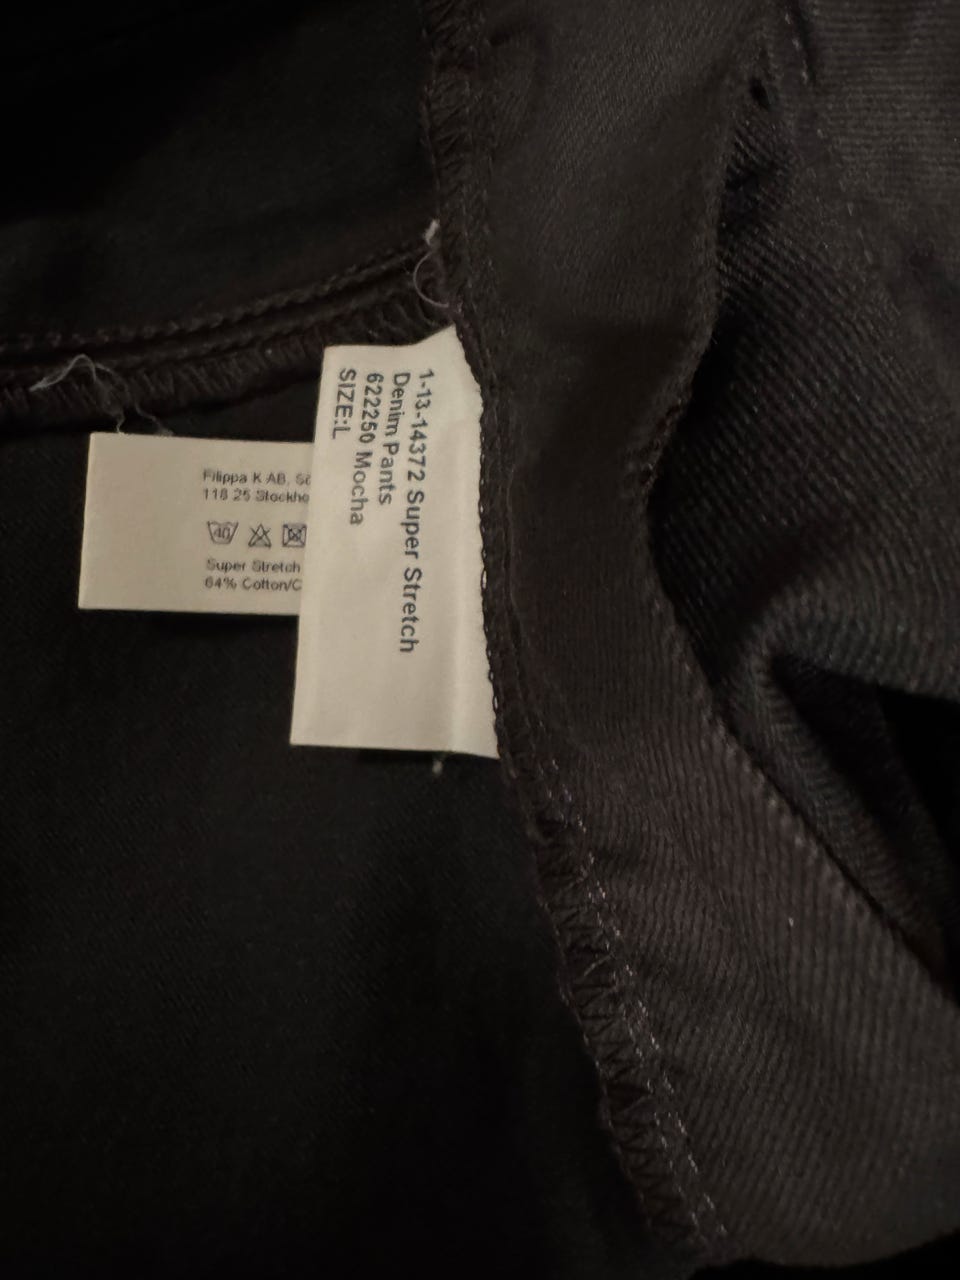 1-13-14372 Super Stretch
Denim Pants
622250 Mocha
SIZE:L
Filippa K AB,
118 25 Stockho
40
Super Stretch
64% Cotton/C